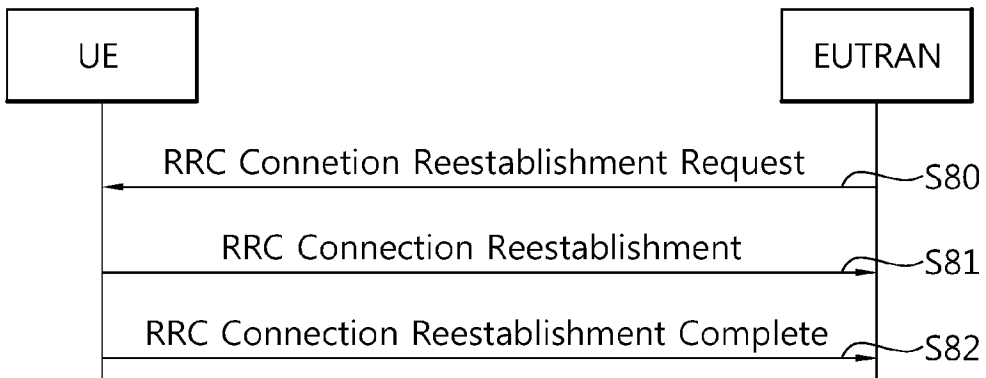 UE
EUTRAN
RRC Connetion Reestablishment Request
S80
RRC Connection Reestablishment
S81
RRC Connection Reestablishment Complete
S82